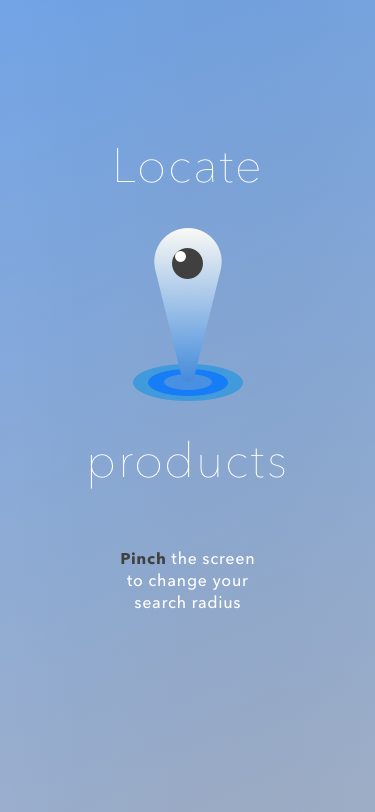 Locate
products
Pinch the screen
to change your
search radius